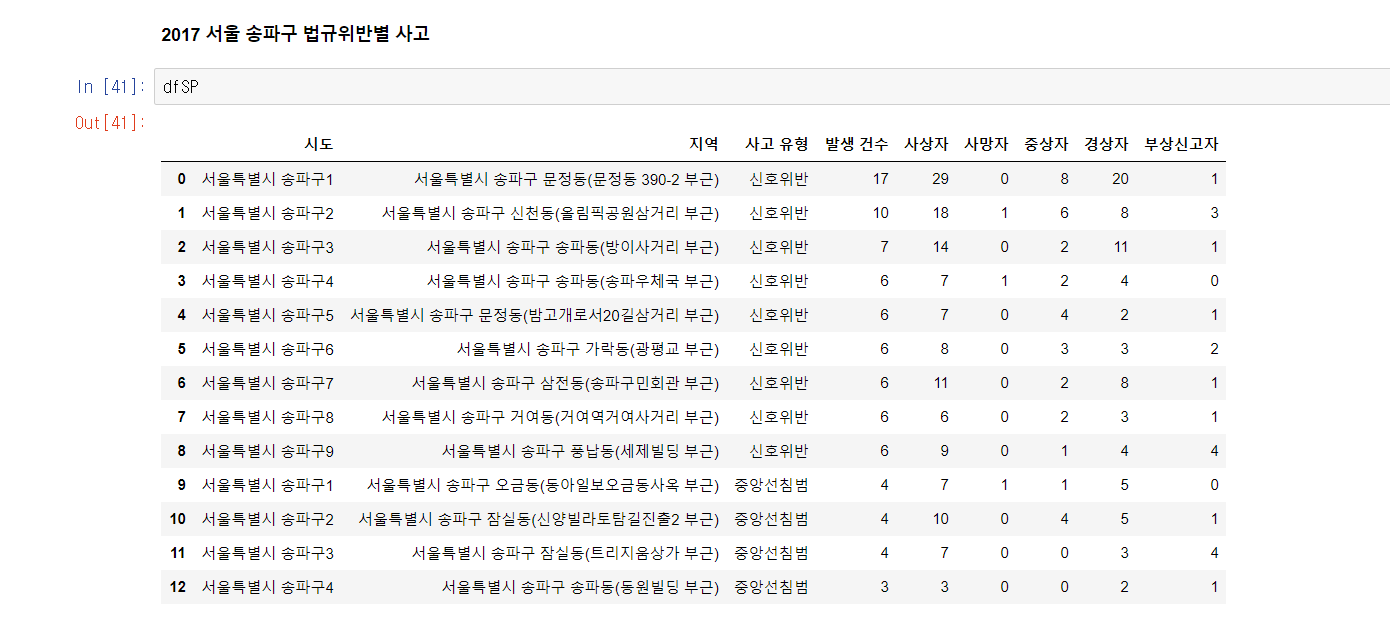 2017 서울 송파구 법규위반별 사고
In [41]: dfSP
Out[41]:
시도 지역 사고 유형 발생 건수 사상자 사망자 중상자 경상자 부상신고자
0 서울특별시 송파구1 서울특별시 송파구 문정동(문정동 390-2 부근) 신호위반 17 29 0 8 20 1
1 서울특별시 송파구2 서울특별시 송파구 신천동(올림픽공원삼거리 부근) 신호위반 10 18 1 6 8 3
2 서울특별시 송파구3 서울특별시 송파구 송파동(방이사거리 부근) 신호위반 7 14 0 2 11 1
3 서울특별시 송파구4 서울특별시 송파구 송파동(송파우체국 부근) 신호위반 6 7 1 2 4 0
4 서울특별시 송파구5 서울특별시 송파구 문정동(밤고개로서20길삼거리 부근) 신호위반 6 7 0 4 2 1
5 서울특별시 송파구6 서울특별시 송파구 가락동(광평교 부근) 신호위반 6 8 0 3 3 2
6 서울특별시 송파구7 서울특별시 송파구 삼전동(송파구민회관 부근) 신호위반 6 11 0 2 8 1
7 서울특별시 송파구8 서울특별시 송파구 거여동(거여역거여사거리 부근) 신호위반 6 6 0 2 3 1
8 서울특별시 송파구9 서울특별시 송파구 풍납동(세제빌딩 부근) 신호위반 6 9 0 1 4 4
9 서울특별시 송파구1 서울특별시 송파구 오금동(동아일보오금동사옥 부근) 중앙선침범 4 7 1 1 5 0
10 서울특별시 송파구2 서울특별시 송파구 잠실동(신양빌라토탐길진출2 부근) 중앙선침범 4 10 0 4 5 1
11 서울특별시 송파구3 서울특별시 송파구 잠실동(트리지움상가 부근) 중앙선침범 4 7 0 0 3 4
12 서울특별시 송파구4 서울특별시 송파구 송파동(동원빌딩 부근) 중앙선침범 3 3 0 0 2 1